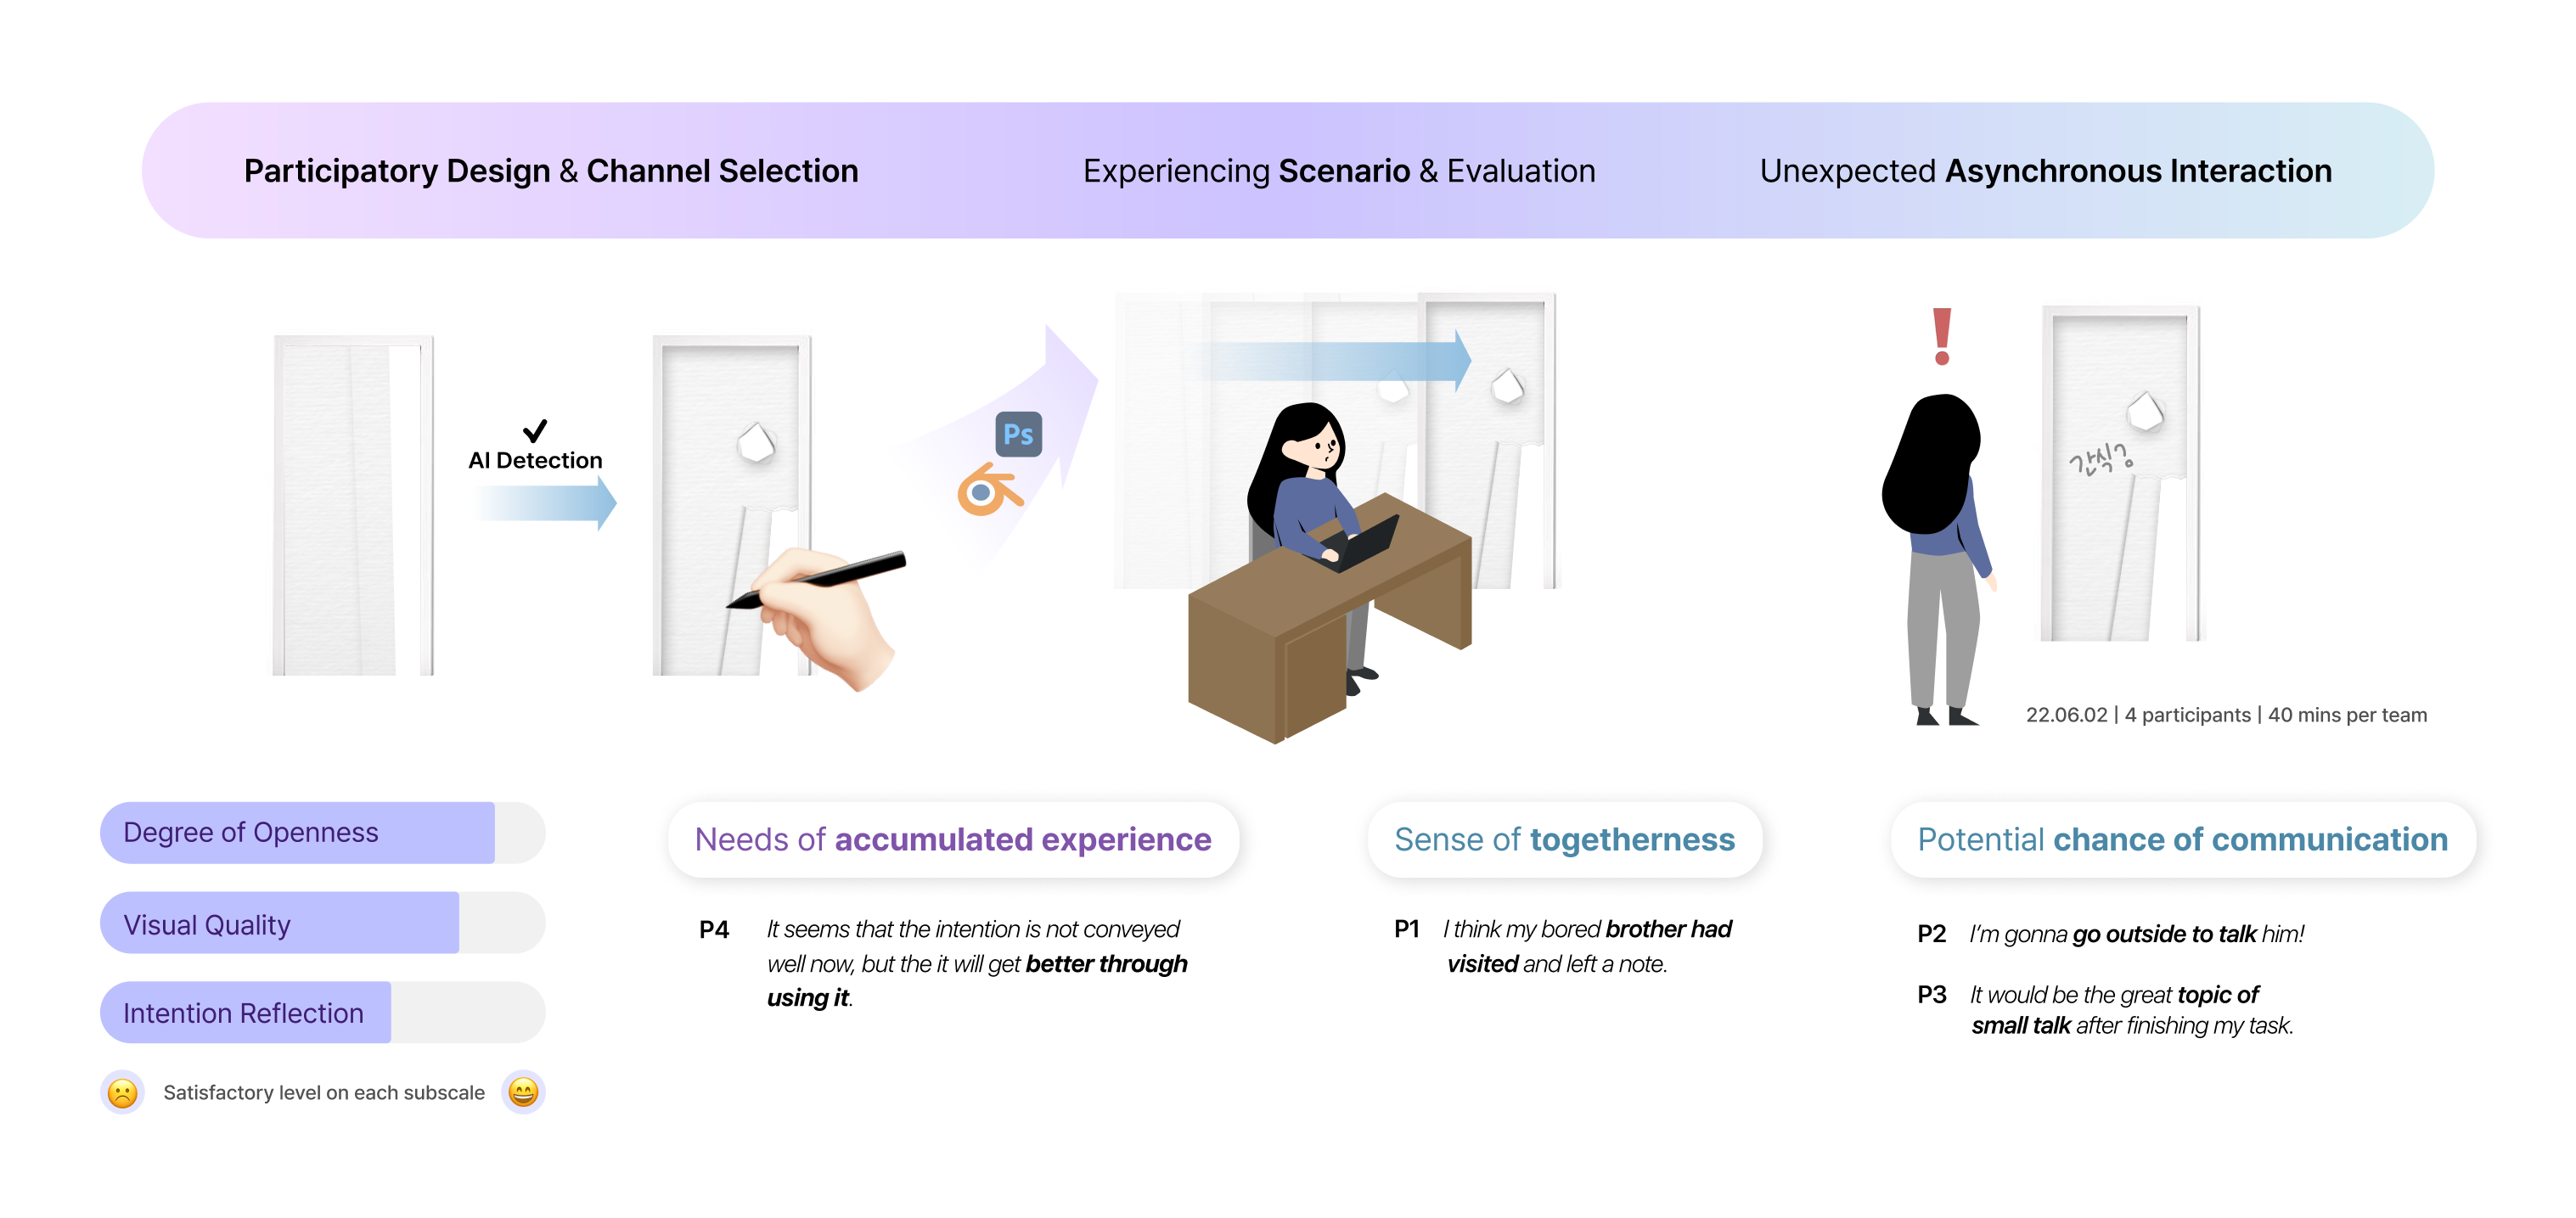 Participatory Design & Channel Selection
Experiencing Scenario & Evaluation
Unexpected Asynchronous Interaction
AI Detection
Ps
간식?
22.06.02 | 4 participants | 40 mins per team
Degree of Openness
Visual Quality
Intention Reflection
Satisfactory level on each subscale
Needs of accumulated experience
P4 It seems that the intention is not conveyed
well now, but the it will get better through
using it.
Sense of togetherness
P1 I think my bored brother had
visited and left a note.
Potential chance of communication
P2 I'm gonna go outside to talk him!
P3 It would be the great topic of
small talk after finishing my task.